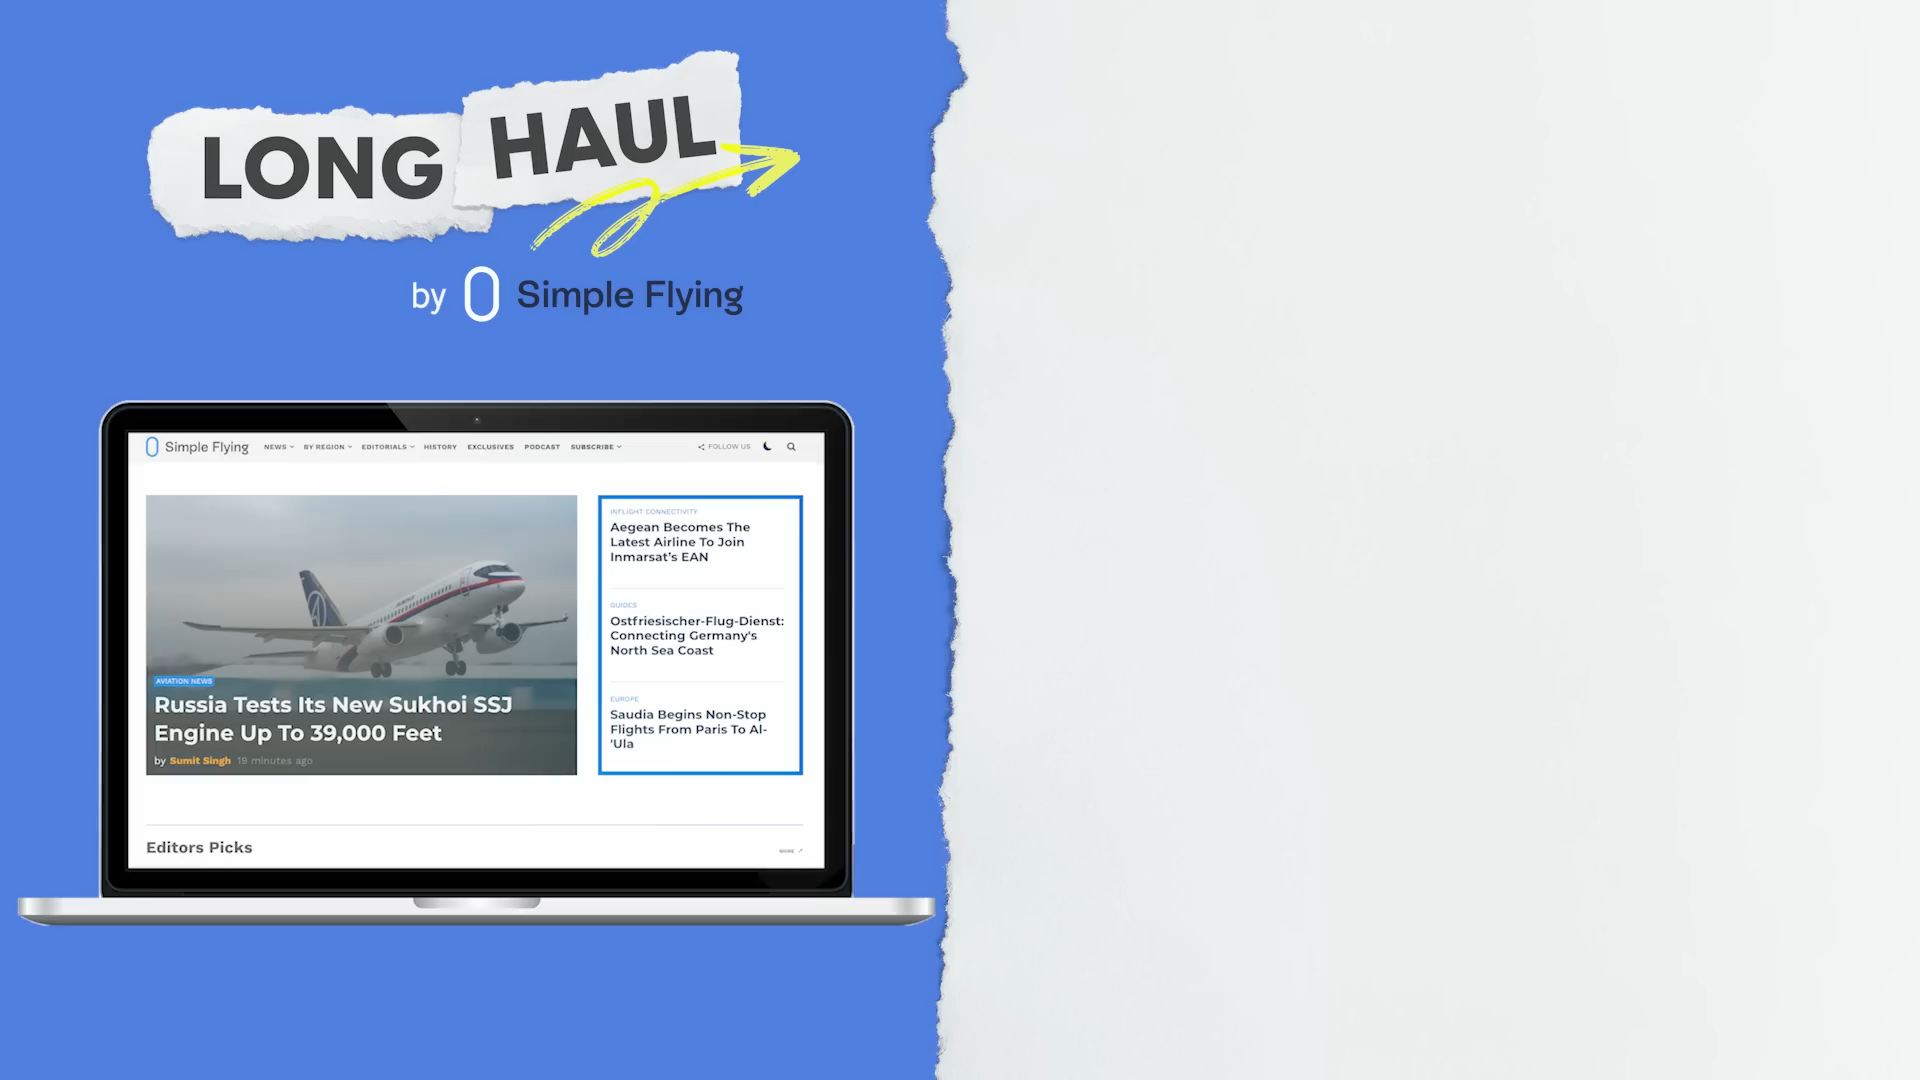 LONG HAUL
by Simple Flying
Simple Flying NEWS BY REGION EDITORIALS HISTORY EXCLUSIVES PODCAST SUBSCRIBE FOLLOW US
AVIATION NEWS
Russia Tests Its New Sukhoi SSJ
Engine Up To 39,000 Feet
by Sumit Singh 19 minutes ago
INFLIGHT CONNECTIVITY
Aegean Becomes The
Latest Airline To Join
Inmarsat's EAN
GUIDES
Ostfriesischer-Flug-Dienst:
Connecting Germany's
North Sea Coast
EUROPE
Saudia Begins Non-Stop
Flights From Paris To Al-
'Ula
Editors Picks
MORE